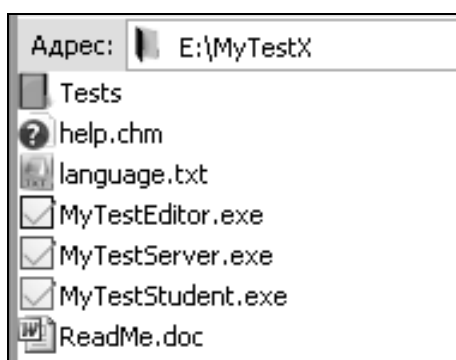 Адрес: E:\MyTestX
Tests
help.chm
language.txt
MyTestEditor.exe
MyTestServer.exe
MyTestStudent.exe
ReadMe.doc